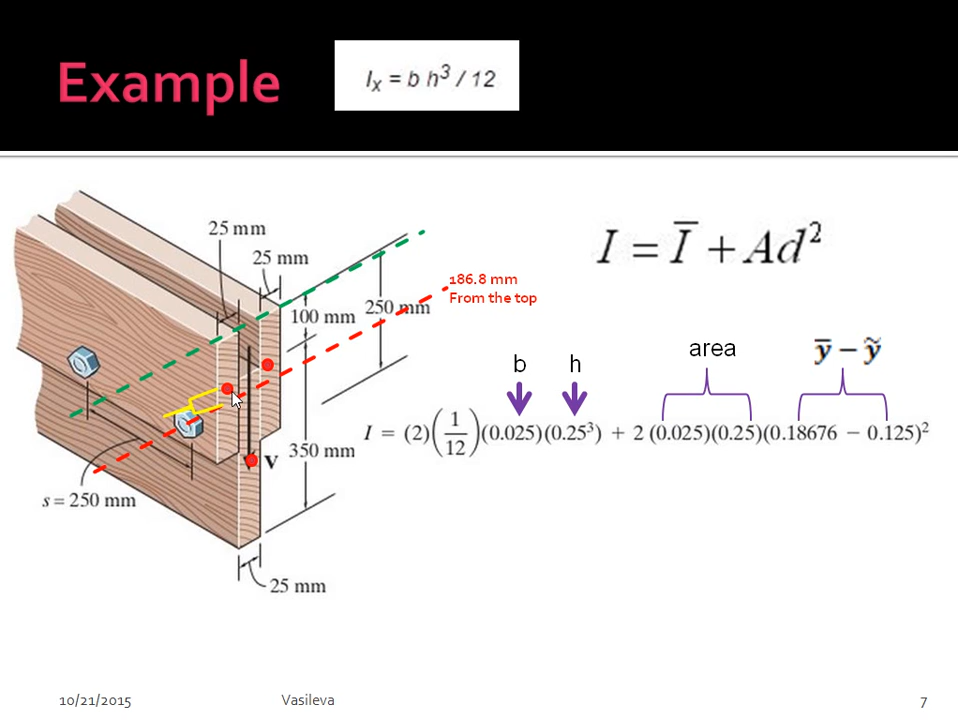 Example
Iₓ = b h³ / 12
25 mm
25 mm
100 mm
250 mm
186.8 mm
From the top
350 mm
V
s = 250 mm
25 mm
I = Ī + Ad²
b
h
area
ȳ − ỹ
I = (2)(1/12)(0.025)(0.25³) + 2 (0.025)(0.25)(0.18676 − 0.125)²
10/21/2015
Vasileva
7